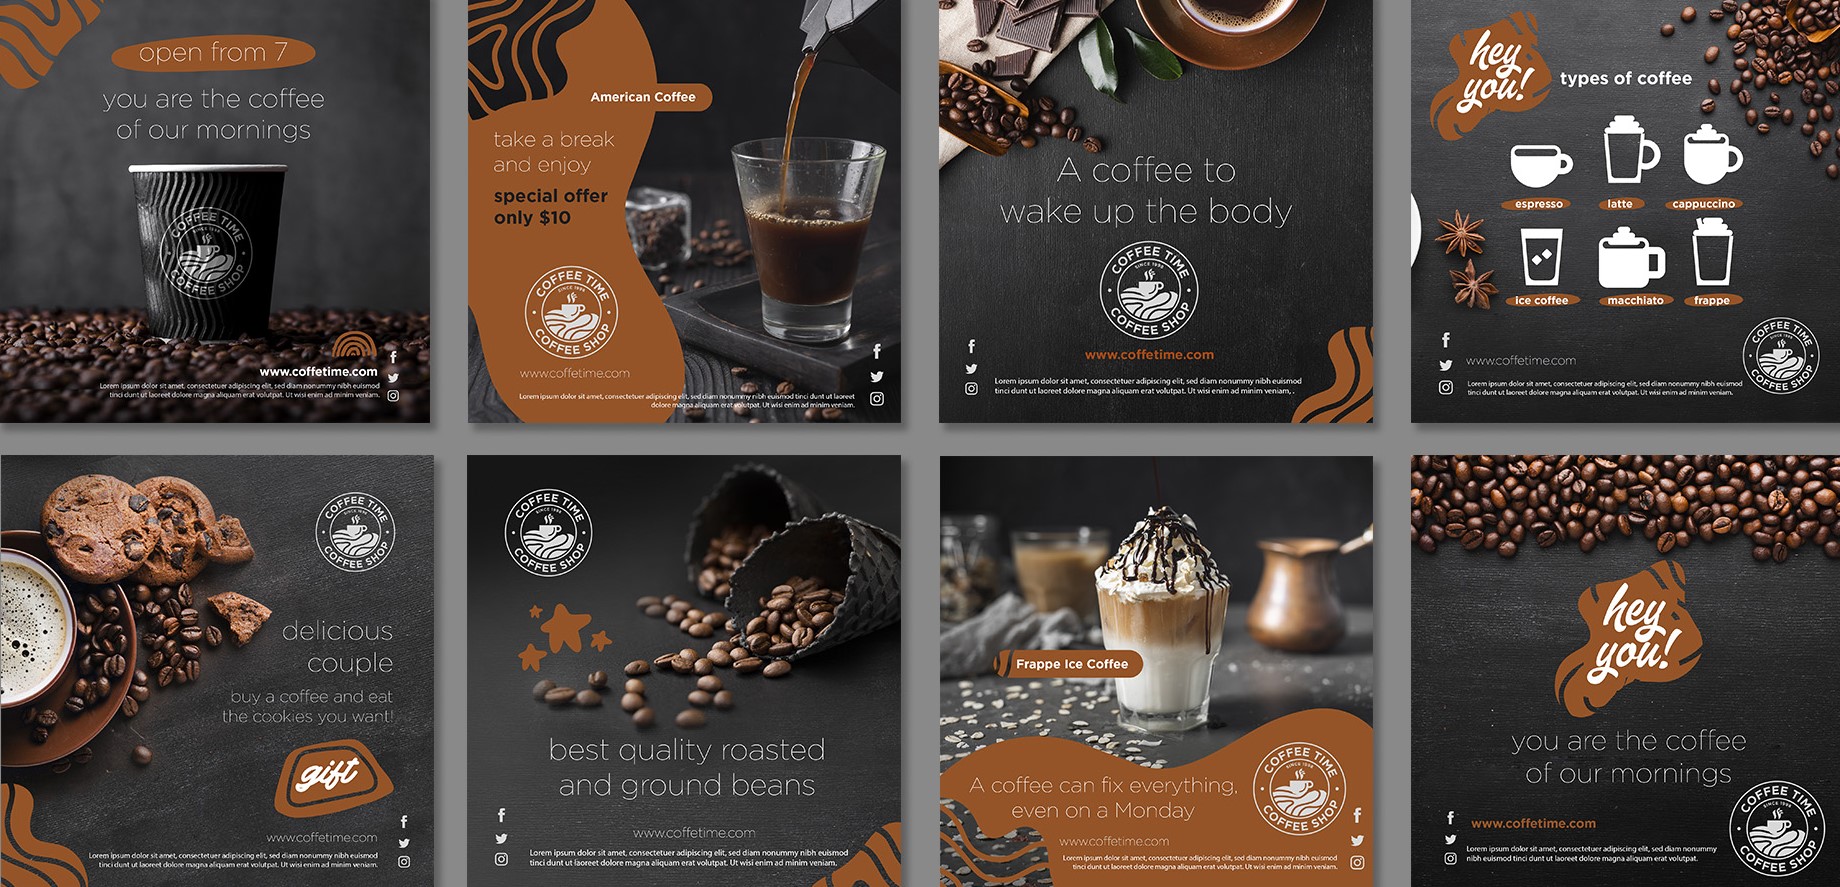 open from 7
you are the coffee
of our mornings
COFFEE TIME
SINCE 1998
COFFEE SHOP
www.coffetime.com
Lorem ipsum dolor sit amet, consectetuer adipiscing elit, sed diam nonummy nibh euismod
tinci dunt ut laoreet dolore magna aliquam erat volutpat. Ut wisi enim ad minim veniam.
American Coffee
take a break
and enjoy
special offer
only $10
COFFEE TIME
SINCE 1998
COFFEE SHOP
www.coffetime.com
Lorem ipsum dolor sit amet, consectetuer adipiscing elit, sed diam nonummy nibh euismod tinci dunt ut laoreet
dolore magna aliquam erat volutpat. Ut wisi enim ad minim veniam.
A coffee to
wake up the body
COFFEE TIME
SINCE 1998
COFFEE SHOP
www.coffetime.com
Lorem ipsum dolor sit amet, consectetuer adipiscing elit, sed diam nonummy nibh euismod
tinci dunt ut laoreet dolore magna aliquam erat volutpat. Ut wisi enim ad minim veniam, .
hey
you!
types of coffee
espresso
latte
cappuccino
ice coffee
macchiato
frappe
www.coffetime.com
Lorem ipsum dolor sit amet, consectetuer adipiscing elit, sed diam nonummy nibh euismod
tinci dunt ut laoreet dolore magna aliquam erat volutpat. Ut wisi enim ad minim veniam.
COFFEE TIME
SINCE 1998
COFFEE SHOP
COFFEE TIME
SINCE 1998
COFFEE SHOP
delicious
couple
buy a coffee and eat
the cookies you want!
gift
www.coffetime.com
Lorem ipsum dolor sit amet, consectetuer adipiscing elit, sed diam nonummy nibh euismod
tinci dunt ut laoreet dolore magna aliquam erat volutpat. Ut wisi enim ad minim veniam.
COFFEE TIME
SINCE 1998
COFFEE SHOP
best quality roasted
and ground beans
www.coffetime.com
Lorem ipsum dolor sit amet, consectetuer adipiscing elit, sed diam nonummy nibh euismod
tinci dunt ut laoreet dolore magna aliquam erat volutpat. Ut wisi enim ad minim veniam.
Frappe Ice Coffee
A coffee can fix everything,
even on a Monday
COFFEE TIME
SINCE 1998
COFFEE SHOP
www.coffetime.com
Lorem ipsum dolor sit amet, consectetuer adipiscing elit, sed diam nonummy nibh euismod
tinci dunt ut laoreet dolore magna aliquam erat volutpat. Ut wisi enim ad minim veniam.
hey
you!
you are the coffee
of our mornings
www.coffetime.com
Lorem ipsum dolor sit amet, consectetuer adipiscing elit, sed diam nonummy
nibh euismod tinci dunt ut laoreet dolore magna aliquam erat volutpat.
COFFEE TIME
SINCE 1998
COFFEE SHOP